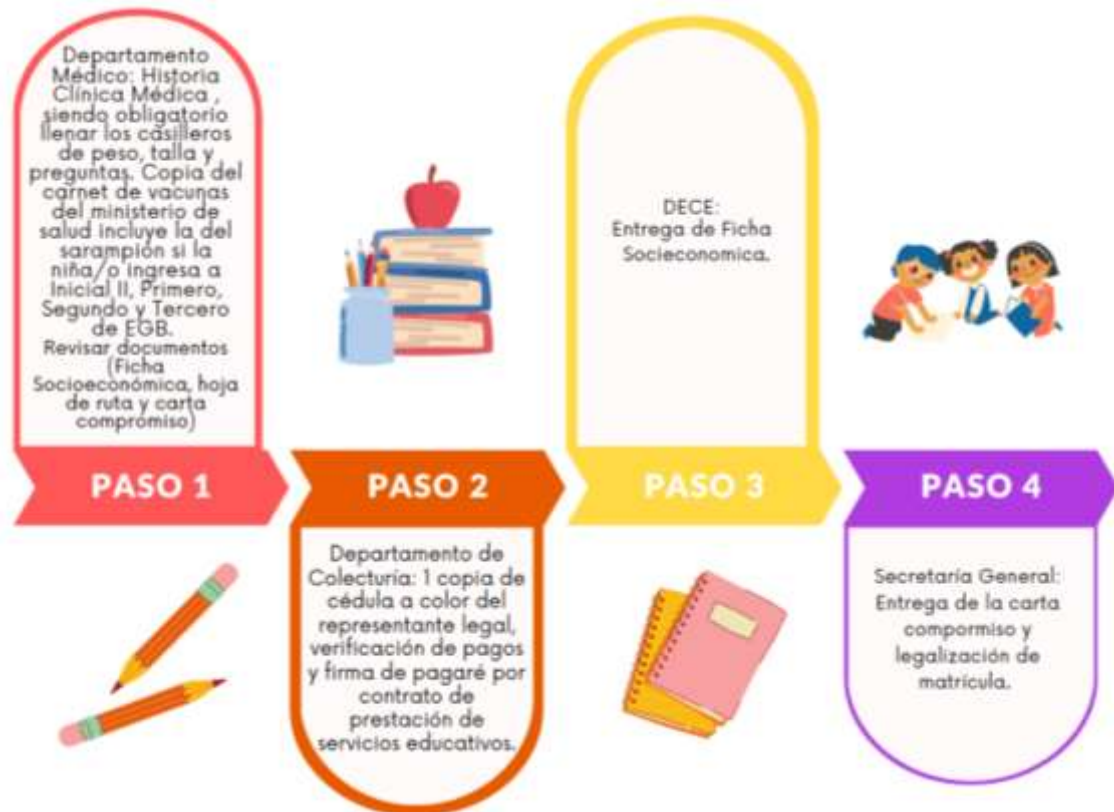 Departamento
Médico: Historia
Clínica Médica ,
siendo obligatorio
llenar los casilleros
de peso, talla y
preguntas. Copia del
carnet de vacunas
del ministerio de
salud incluye la del
sarampión si la
niña/o ingresa a
Inicial II, Primero,
Segundo y Tercero
de EGB.
Revisar documentos
(Ficha
Socioeconómica, hoja
de ruta y carta
compromiso)
PASO 1
PASO 2
Departamento de
Colecturía: 1 copia de
cédula a color del
representante legal,
verificación de pagos
y firma de pagaré por
contrato de
prestación de
servicios educativos.
DECE:
Entrega de Ficha
Socieconomica.
PASO 3
PASO 4
Secretaría General:
Entrega de la carta
compormiso y
legalización de
matrícula.